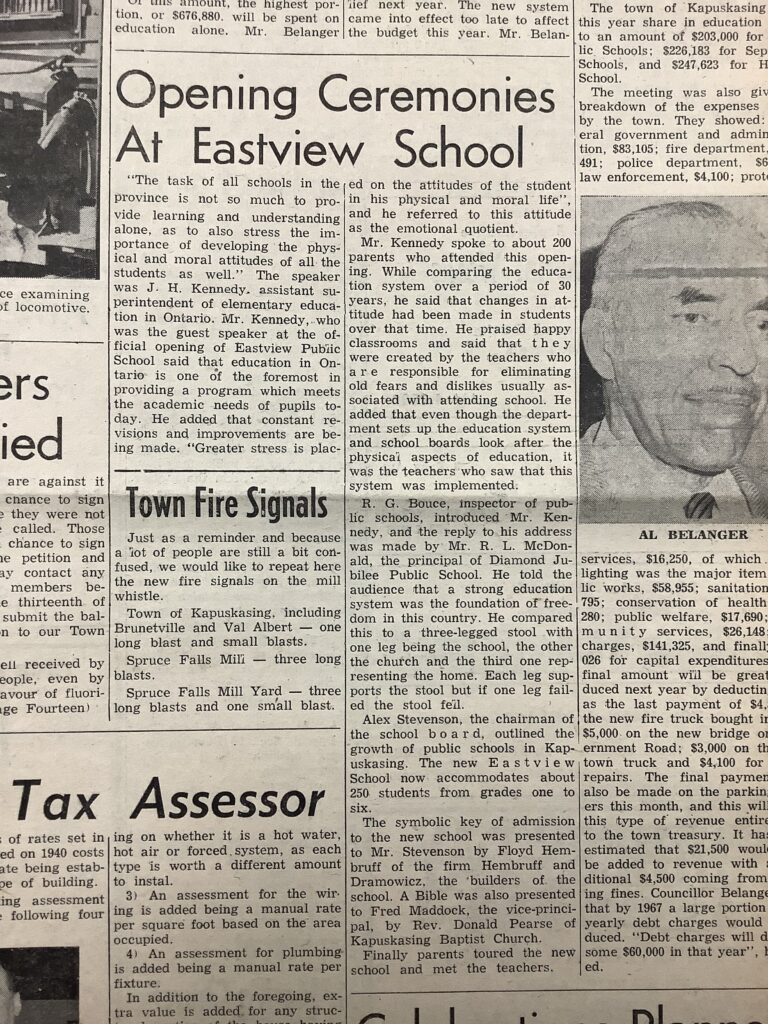 Of this amount, the highest por-
tion, or $676,880. will be spent on
education alone. Mr. Belanger
lief next year. The new system
came into effect too late to affect
the budget this year. Mr. Belan-
The town of Kapuskasing
this year share in education
to an amount of $203,000 for
lic Schools; $226,183 for Sep
Schools, and $247,623 for H
School.
The meeting was also giv
breakdown of the expenses
by the town. They showed:
eral government and admin
tion, $83,105; fire department,
491; police department, $6
law enforcement, $4,100; prote
ce examining
of locomotive.
ers
ied
are against it
chance to sign
e they were not
e called. Those
chance to sign
he petition and
ay contact any
members be-
e thirteenth of
submit the bal-
on to our Town
ell received by
eople, even by
avour of fluori-
ge Fourteen)
Opening Ceremonies
At Eastview School
"The task of all schools in the
province is not so much to pro-
vide learning and understanding
alone, as to also stress the im-
portance of developing the phys-
ical and moral attitudes of all the
students as well." The speaker
was J. H. Kennedy, assistant su-
perintendent of elementary educa-
tion in Ontario. Mr. Kennedy, who
was the guest speaker at the of-
ficial opening of Eastview Public
School said that education in On-
tario is one of the foremost in
providing a program which meets
the academic needs of pupils to-
day. He added that constant re-
visions and improvements are be-
ing made. "Greater stress is plac-
ed on the attitudes of the student
in his physical and moral life",
and he referred to this attitude
as the emotional quotient.
Mr. Kennedy spoke to about 200
parents who attended this open-
ing. While comparing the educa-
tion system over a period of 30
years, he said that changes in at-
titude had been made in students
over that time. He praised happy
classrooms and said that they
were created by the teachers who
are responsible for eliminating
old fears and dislikes usually as-
sociated with attending school. He
added that even though the depart-
ment sets up the education system
and school boards look after the
physical aspects of education, it
was the teachers who saw that this
system was implemented.
R. G. Bouce, inspector of pub-
lic schools, introduced Mr. Ken-
nedy, and the reply to his address
was made by Mr. R. L. McDon-
ald, the principal of Diamond Ju-
bilee Public School. He told the
audience that a strong education
system was the foundation of free-
dom in this country. He compared
this to a three-legged stool with
one leg being the school, the other
the church and the third one rep-
resenting the home. Each leg sup-
ports the stool but if one leg fail-
ed the stool fell.
Alex Stevenson, the chairman of
the school board, outlined the
growth of public schools in Kap-
uskasing. The new Eastview
School now accommodates about
250 students from grades one to
six.
The symbolic key of admission
to the new school was presented
to Mr. Stevenson by Floyd Hem-
bruff of the firm Hembruff and
Dramowicz, the builders of the
school. A Bible was also presented
to Fred Maddock, the vice-princi-
pal, by Rev. Donald Pearse of
Kapuskasing Baptist Church.
Finally parents toured the new
school and met the teachers.
Town Fire Signals
Just as a reminder and because
a lot of people are still a bit con-
fused, we would like to repeat here
the new fire signals on the mill
whistle.
Town of Kapuskasing, including
Brunetville and Val Albert — one
long blast and small blasts.
Spruce Falls Mill — three long
blasts.
Spruce Falls Mill Yard — three
long blasts and one small blast.
AL BELANGER
services, $16,250, of which
lighting was the major item
lic works, $58,955; sanitation
795; conservation of health
280; public welfare, $17,690;
munity services, $26,148
charges, $141,325, and finally
026 for capital expenditures
final amount will be great
duced next year by deductin
as the last payment of $4,
the new fire truck bought in
$5,000 on the new bridge on
ernment Road; $3,000 on th
town truck and $4,100 for
repairs. The final paymen
also be made on the parkin
ers this month, and this will
this type of revenue entire
to the town treasury. It has
estimated that $21,500 woul
be added to revenue with a
ditional $4,500 coming from
ing fines. Councillor Belange
that by 1967 a large portion
yearly debt charges would
duced. "Debt charges will d
some $60,000 in that year", h
ed.
Tax Assessor
s of rates set in
ed on 1940 costs
ate being estab-
pe of building.
ing assessment
e following four
ing on whether it is a hot water,
hot air or forced system, as each
type is worth a different amount
to instal.
3) An assessment for the wir-
ing is added being a manual rate
per square foot based on the area
occupied.
4) An assessment for plumbing
is added being a manual rate per
fixture.
In addition to the foregoing, ex-
tra value is added for any struc-